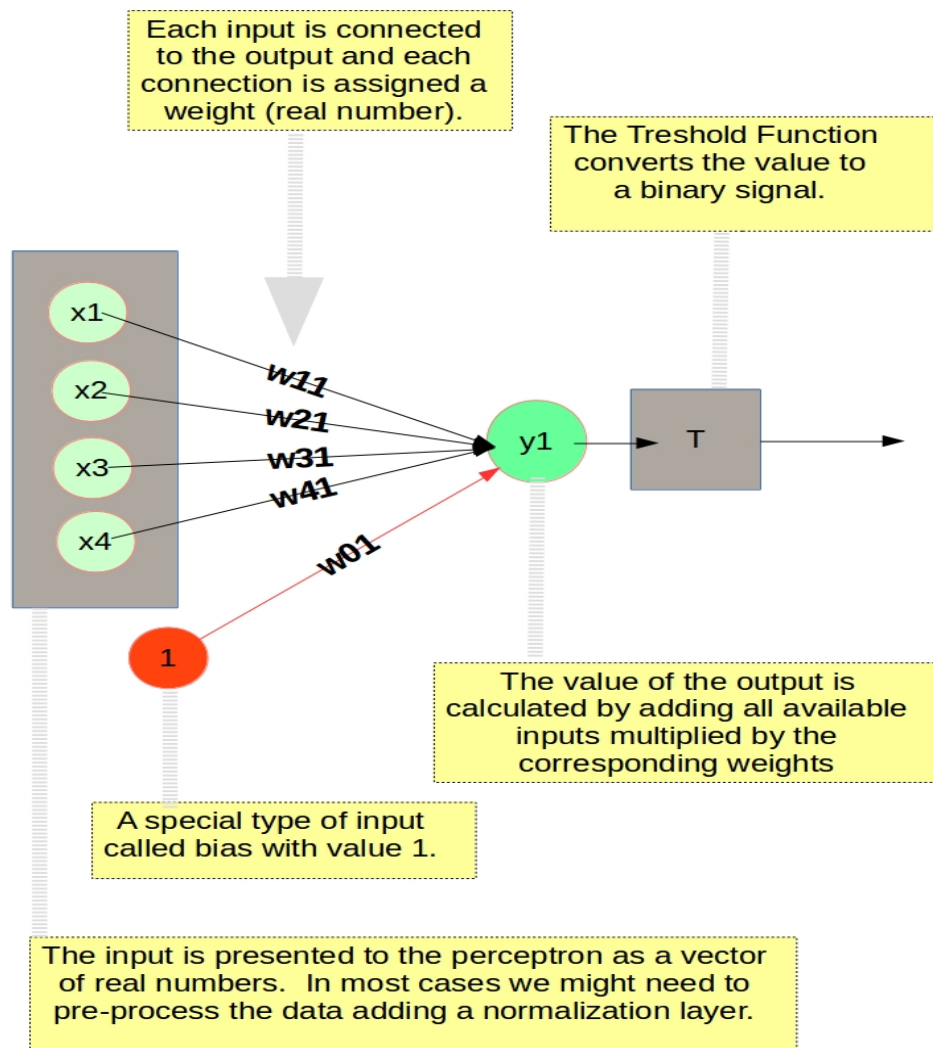 Each input is connected
to the output and each
connection is assigned a
weight (real number).
The Treshold Function
converts the value to
a binary signal.
x1
x2
x3
x4
w11
w21
w31
w41
w01
y1
T
1
The value of the output is
calculated by adding all available
inputs multiplied by the
corresponding weights
A special type of input
called bias with value 1.
The input is presented to the perceptron as a vector
of real numbers.  In most cases we might need to
pre-process the data adding a normalization layer.